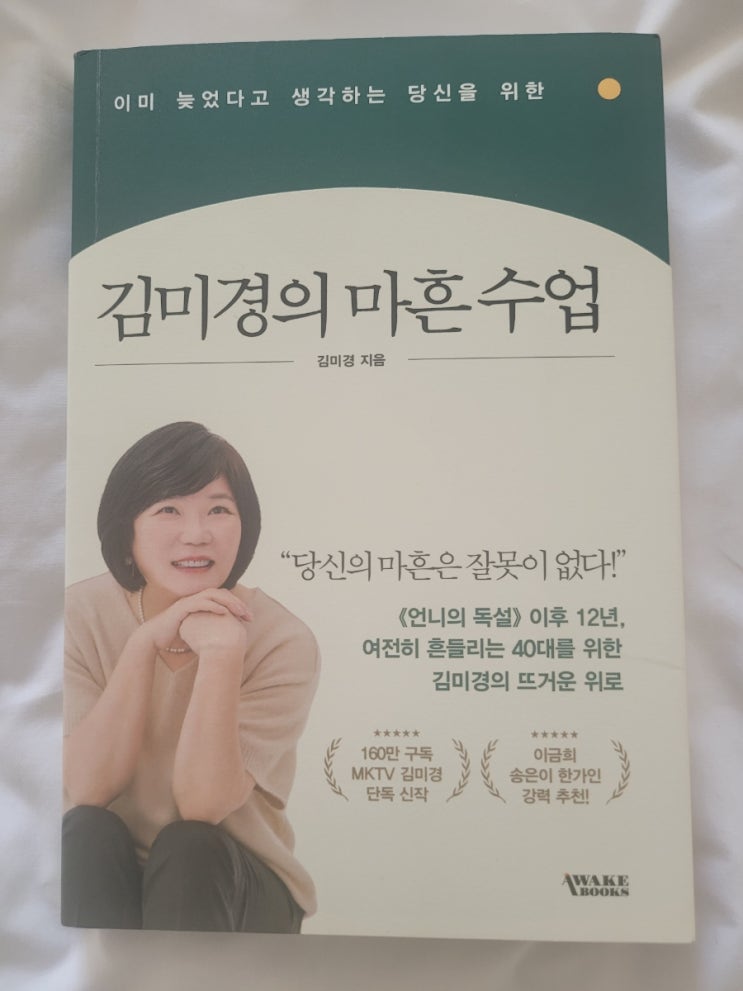 이미 늦었다고 생각하는 당신을 위한
김미경의 마흔 수업
김미경 지음
“당신의 마흔은 잘못이 없다!”
《언니의 독설》 이후 12년,
여전히 흔들리는 40대를 위한
김미경의 뜨거운 위로
★★★★★
160만 구독
MKTV 김미경
단독 신작
★★★★★
이금희
송은이 한가인
강력 추천!
AWAKE
BOOKS